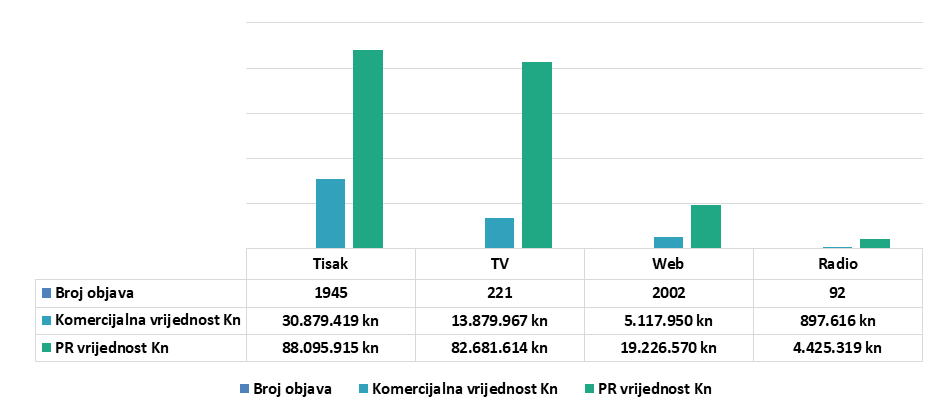 Tisak TV Web Radio
Broj objava 1945 221 2002 92
Komercijalna vrijednost Kn 30.879.419 kn 13.879.967 kn 5.117.950 kn 897.616 kn
PR vrijednost Kn 88.095.915 kn 82.681.614 kn 19.226.570 kn 4.425.319 kn
Broj objava Komercijalna vrijednost Kn PR vrijednost Kn